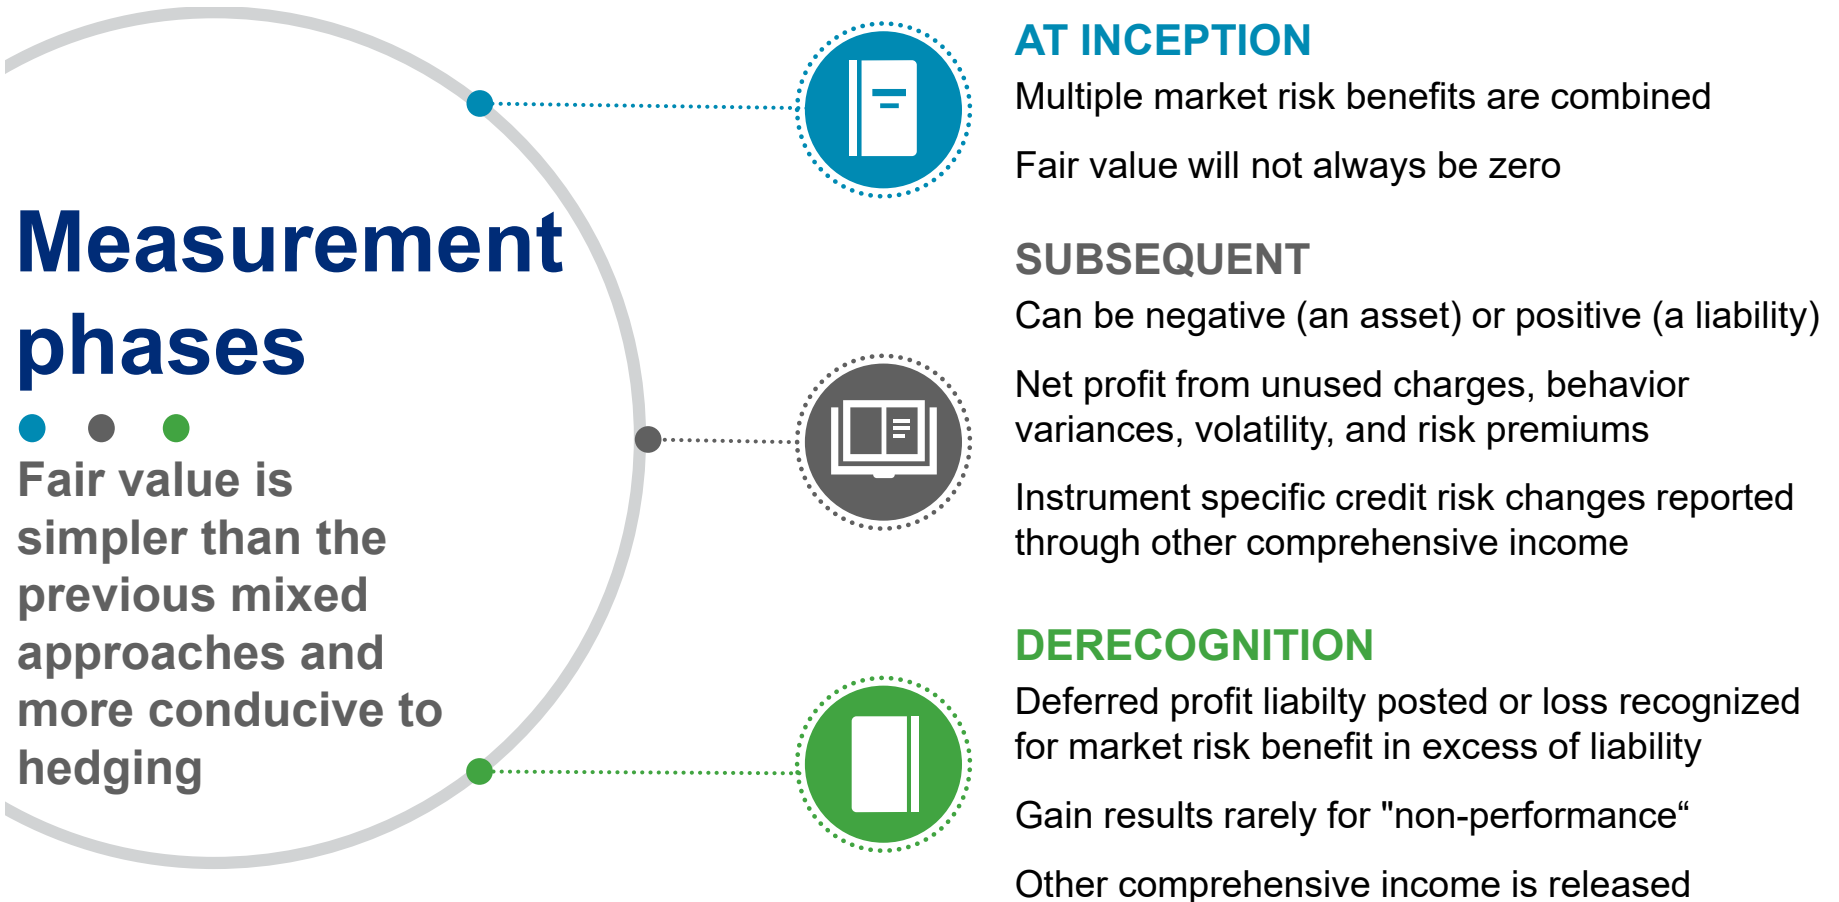 Measurement
phases
Fair value is
simpler than the
previous mixed
approaches and
more conducive to
hedging
AT INCEPTION
Multiple market risk benefits are combined
Fair value will not always be zero
SUBSEQUENT
Can be negative (an asset) or positive (a liability)
Net profit from unused charges, behavior
variances, volatility, and risk premiums
Instrument specific credit risk changes reported
through other comprehensive income
DERECOGNITION
Deferred profit liabilty posted or loss recognized
for market risk benefit in excess of liability
Gain results rarely for "non-performance“
Other comprehensive income is released